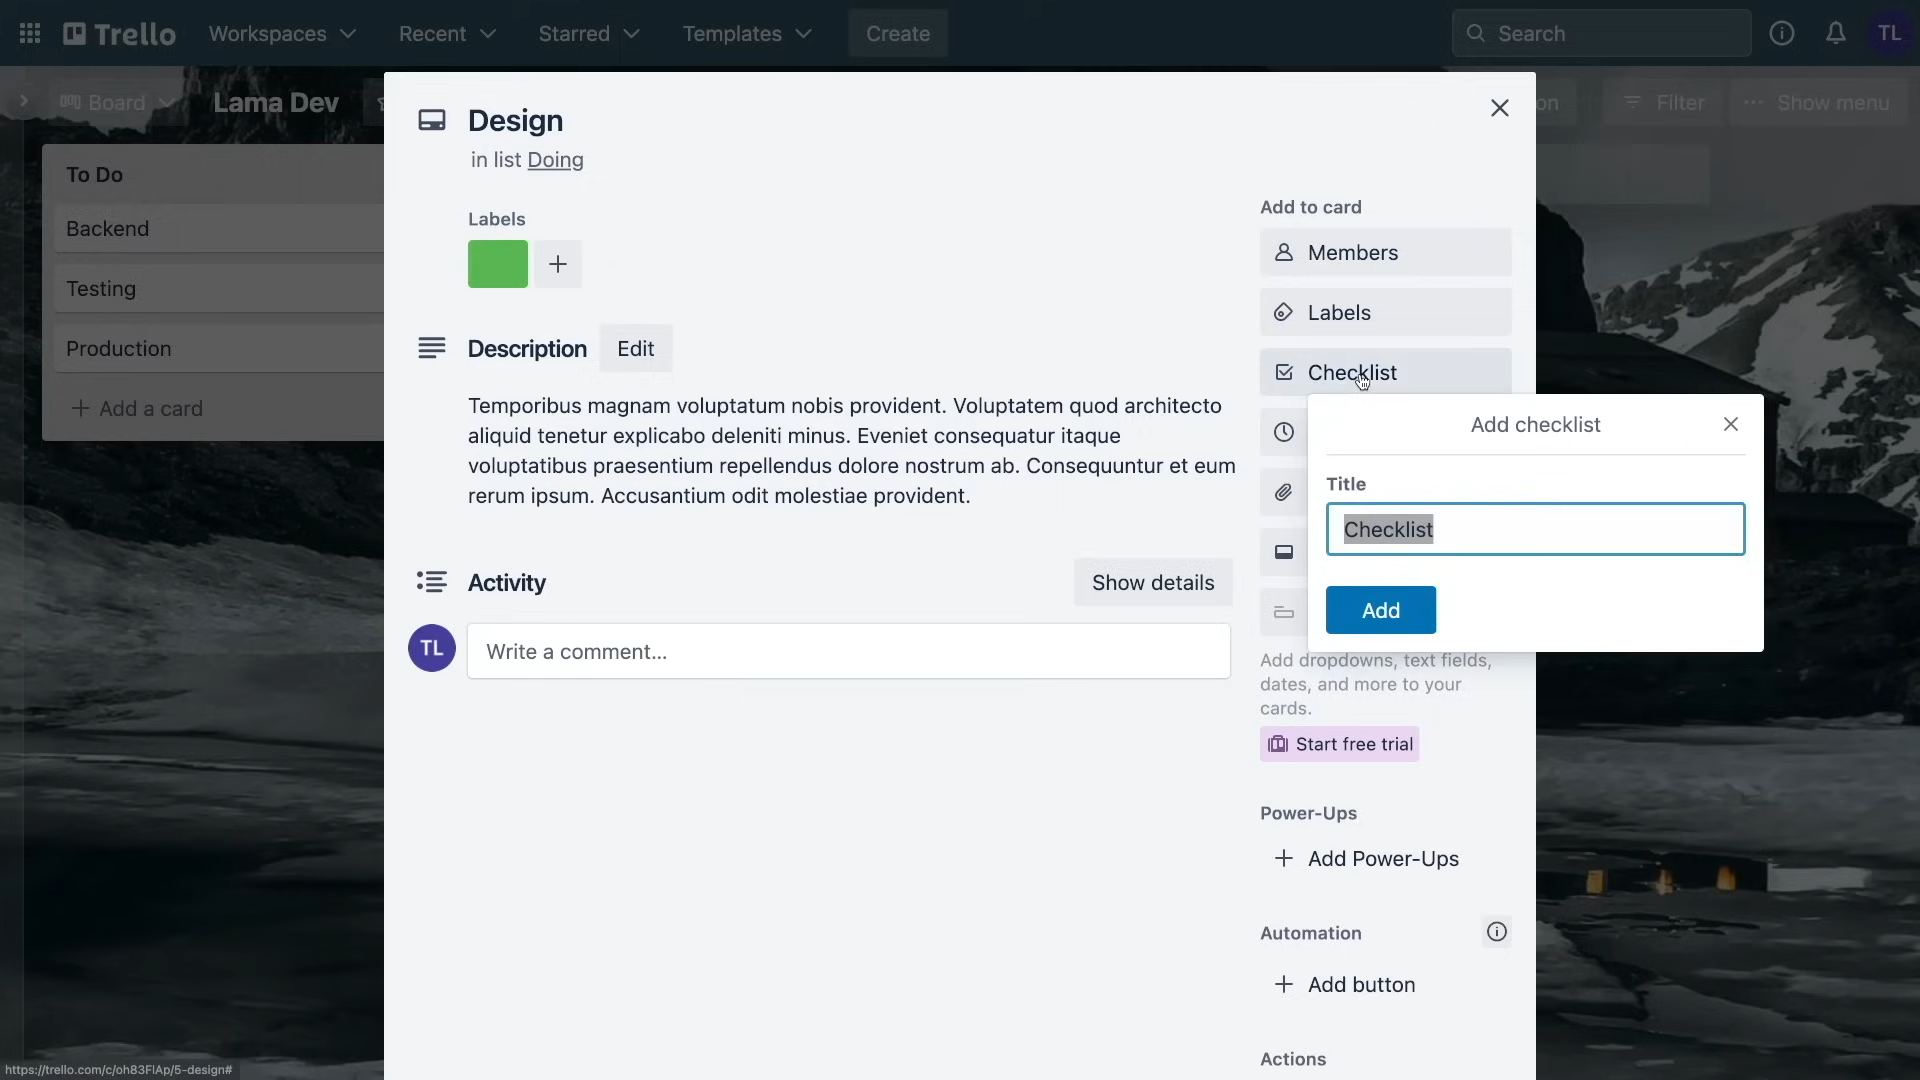 Trello
Workspaces
Recent
Starred
Templates
Create
Search
TL
Board
Lama Dev
on
Filter
Show menu
To Do
Backend
Testing
Production
Add a card
Design
in list Doing
Labels
Description
Edit
Temporibus magnam voluptatum nobis provident. Voluptatem quod architecto
aliquid tenetur explicabo deleniti minus. Eveniet consequatur itaque
voluptatibus praesentium repellendus dolore nostrum ab. Consequuntur et eum
rerum ipsum. Accusantium odit molestiae provident.
Activity
Show details
TL
Write a comment...
Add to card
Members
Labels
Checklist
Add checklist
Title
Checklist
Add
Add dropdowns, text fields,
dates, and more to your
cards.
Start free trial
Power-Ups
Add Power-Ups
Automation
Add button
Actions
https://trello.com/c/oh83FlAp/5-design#